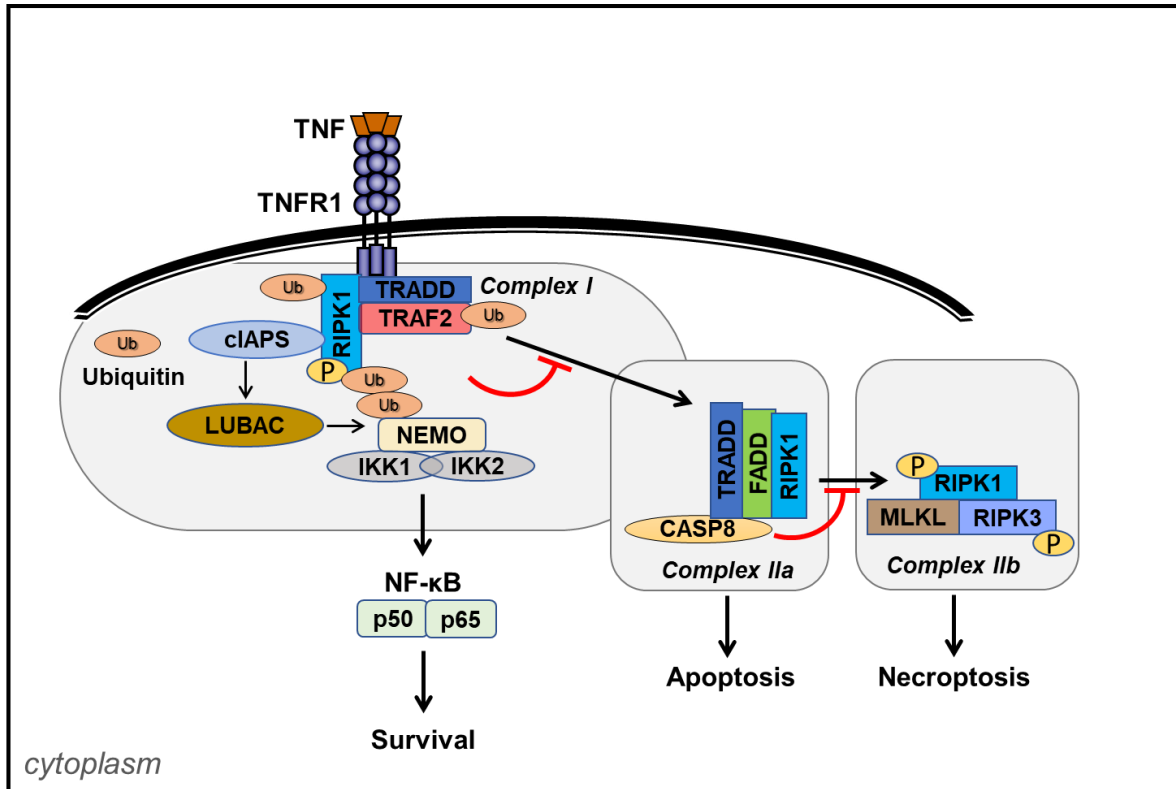 TNF
TNFR1
Complex I
Ub
TRADD
RIPK1
TRAF2
Ub
Ub
cIAPS
Ubiquitin
P
Ub
Ub
LUBAC
NEMO
IKK1
IKK2
NF-κB
p50
p65
Survival
TRADD
FADD
RIPK1
CASP8
Complex IIa
Apoptosis
P
RIPK1
MLKL
RIPK3
P
Complex IIb
Necroptosis
cytoplasm